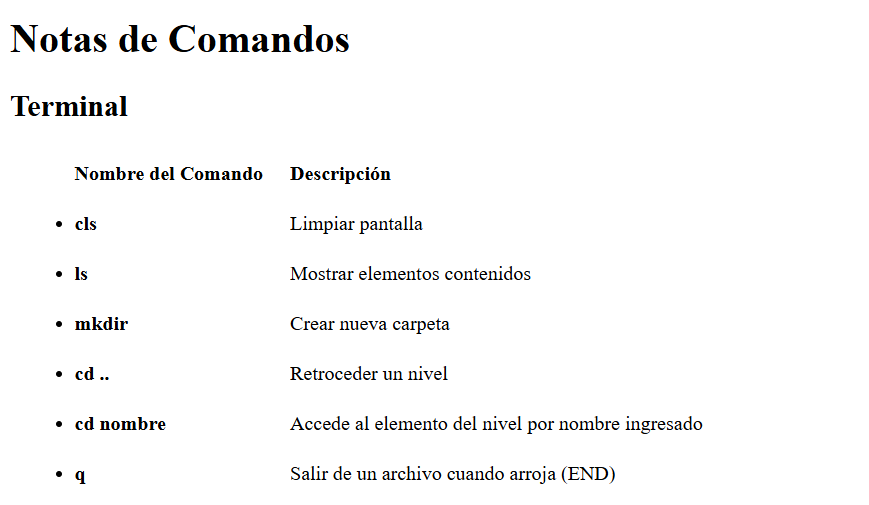 Notas de Comandos
Terminal
Nombre del Comando Descripción
cls Limpiar pantalla
ls Mostrar elementos contenidos
mkdir Crear nueva carpeta
cd .. Retroceder un nivel
cd nombre Accede al elemento del nivel por nombre ingresado
q Salir de un archivo cuando arroja (END)